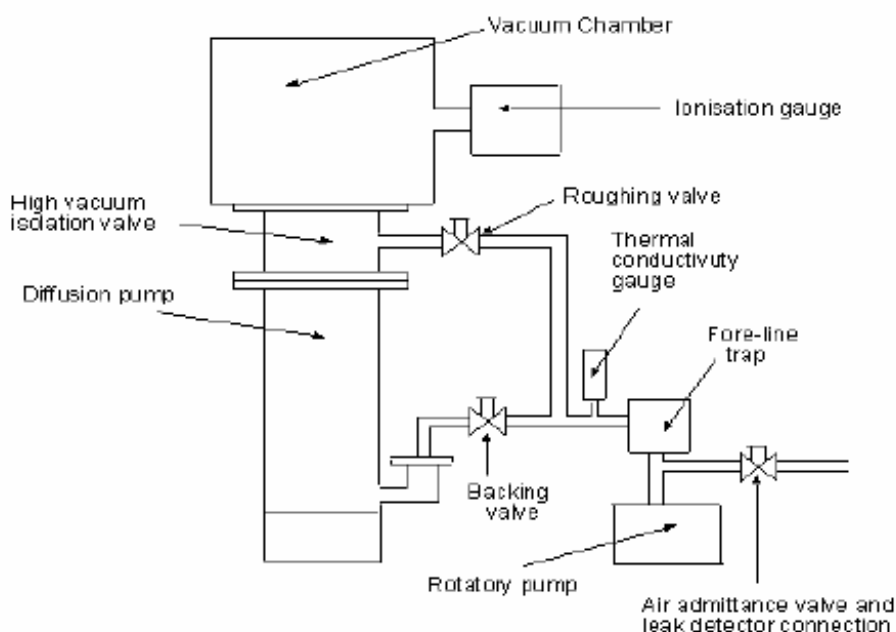 Vacuum Chamber
Ionisation gauge
High vacuum
isolation valve
Roughing valve
Thermal
conductivuty
gauge
Diffusion pump
Fore-line
trap
Backing
valve
Rotatory pump
Air admittance valve and
leak detector connection